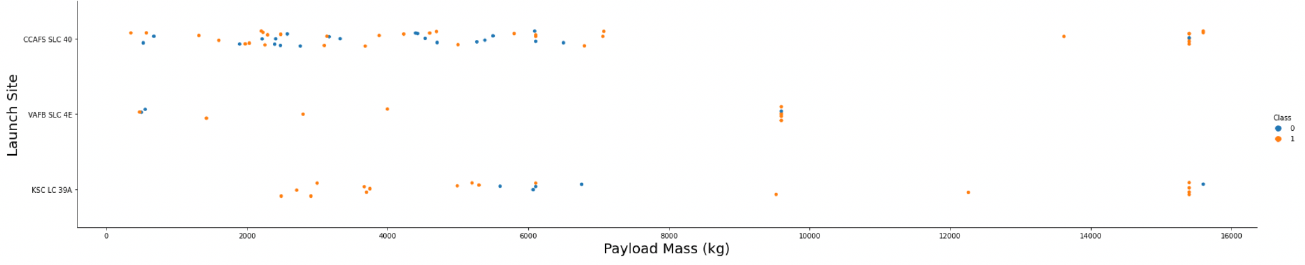 Launch Site
CCAFS SLC 40
VAFB SLC 4E
KSC LC 39A
0 2000 4000 6000 8000 10000 12000 14000 16000
Payload Mass (kg)
Class
0
1